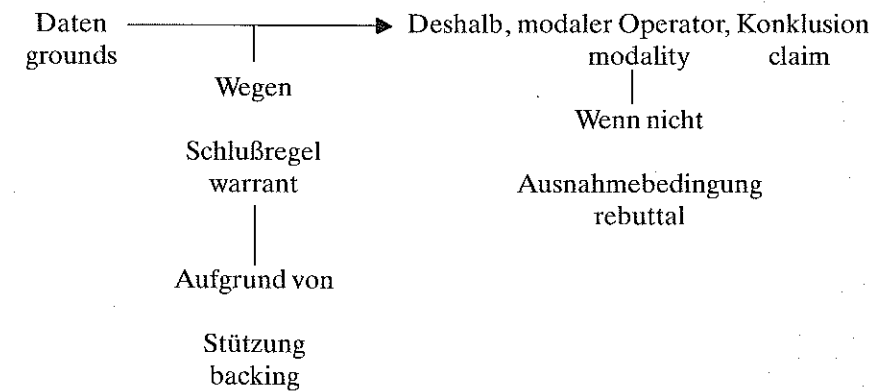 Daten Deshalb, modaler Operator, Konklusion
grounds modality claim
Wegen
Wenn nicht
Schlußregel
warrant
Ausnahmebedingung
rebuttal
Aufgrund von
Stützung
backing